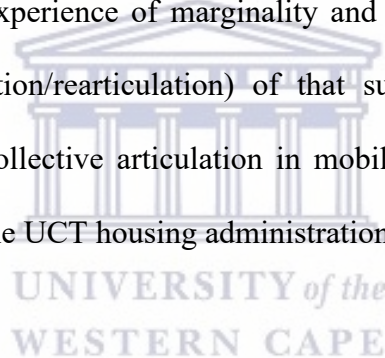 xperience of marginality and
tion/rearticulation) of that su
ollective articulation in mobil
e UCT housing administration
UNIVERSITY of the
WESTERN CAPE